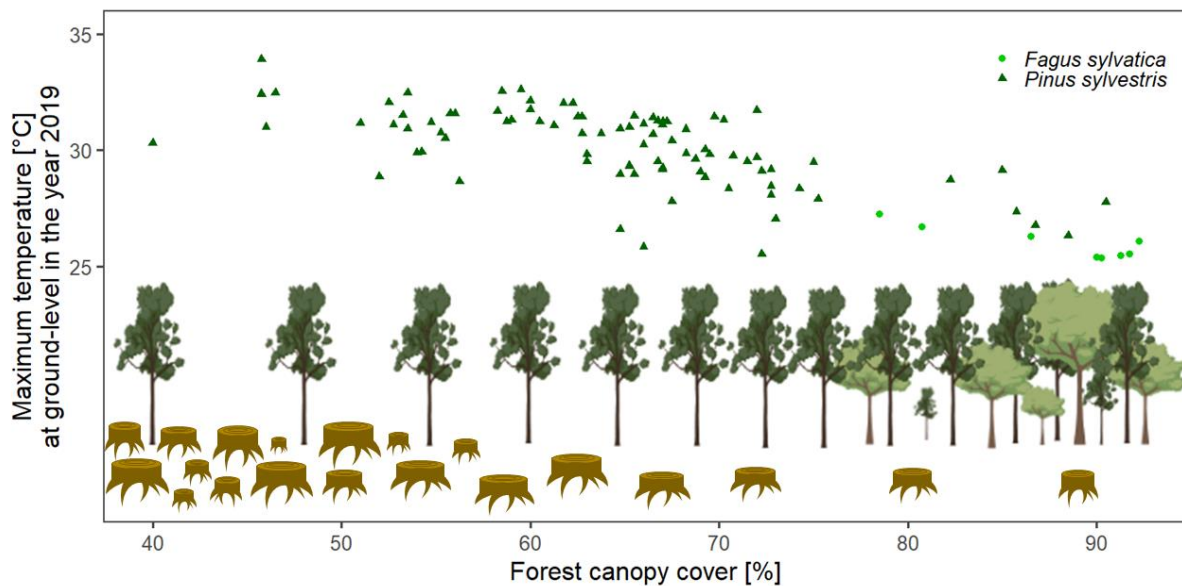 35
30
25
Maximum temperature [°C]
at ground-level in the year 2019
Fagus sylvatica
Pinus sylvestris
40 50 60 70 80 90
Forest canopy cover [%]